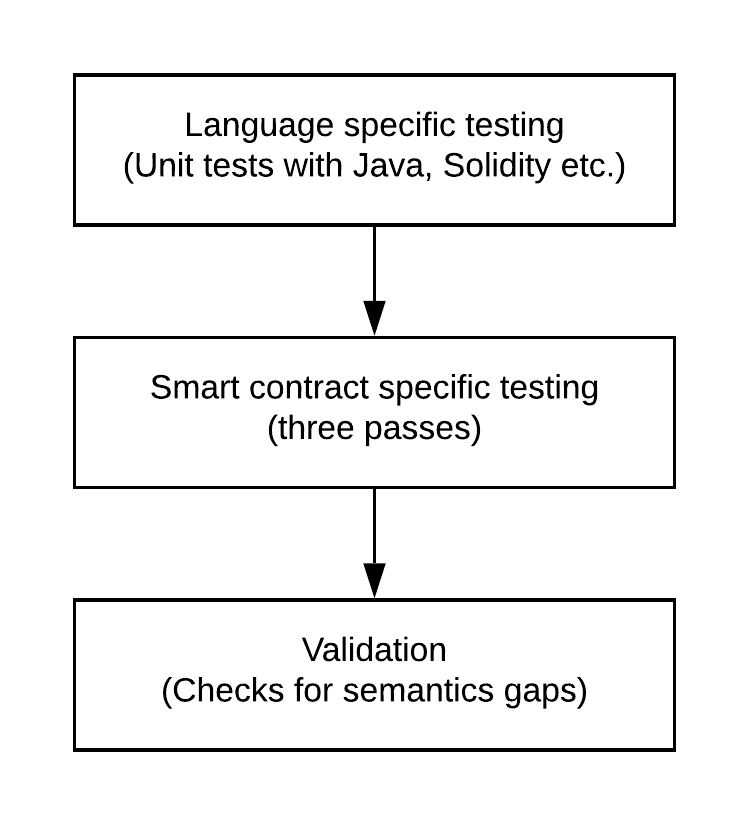 Language specific testing
(Unit tests with Java, Solidity etc.)
Smart contract specific testing
(three passes)
Validation
(Checks for semantics gaps)